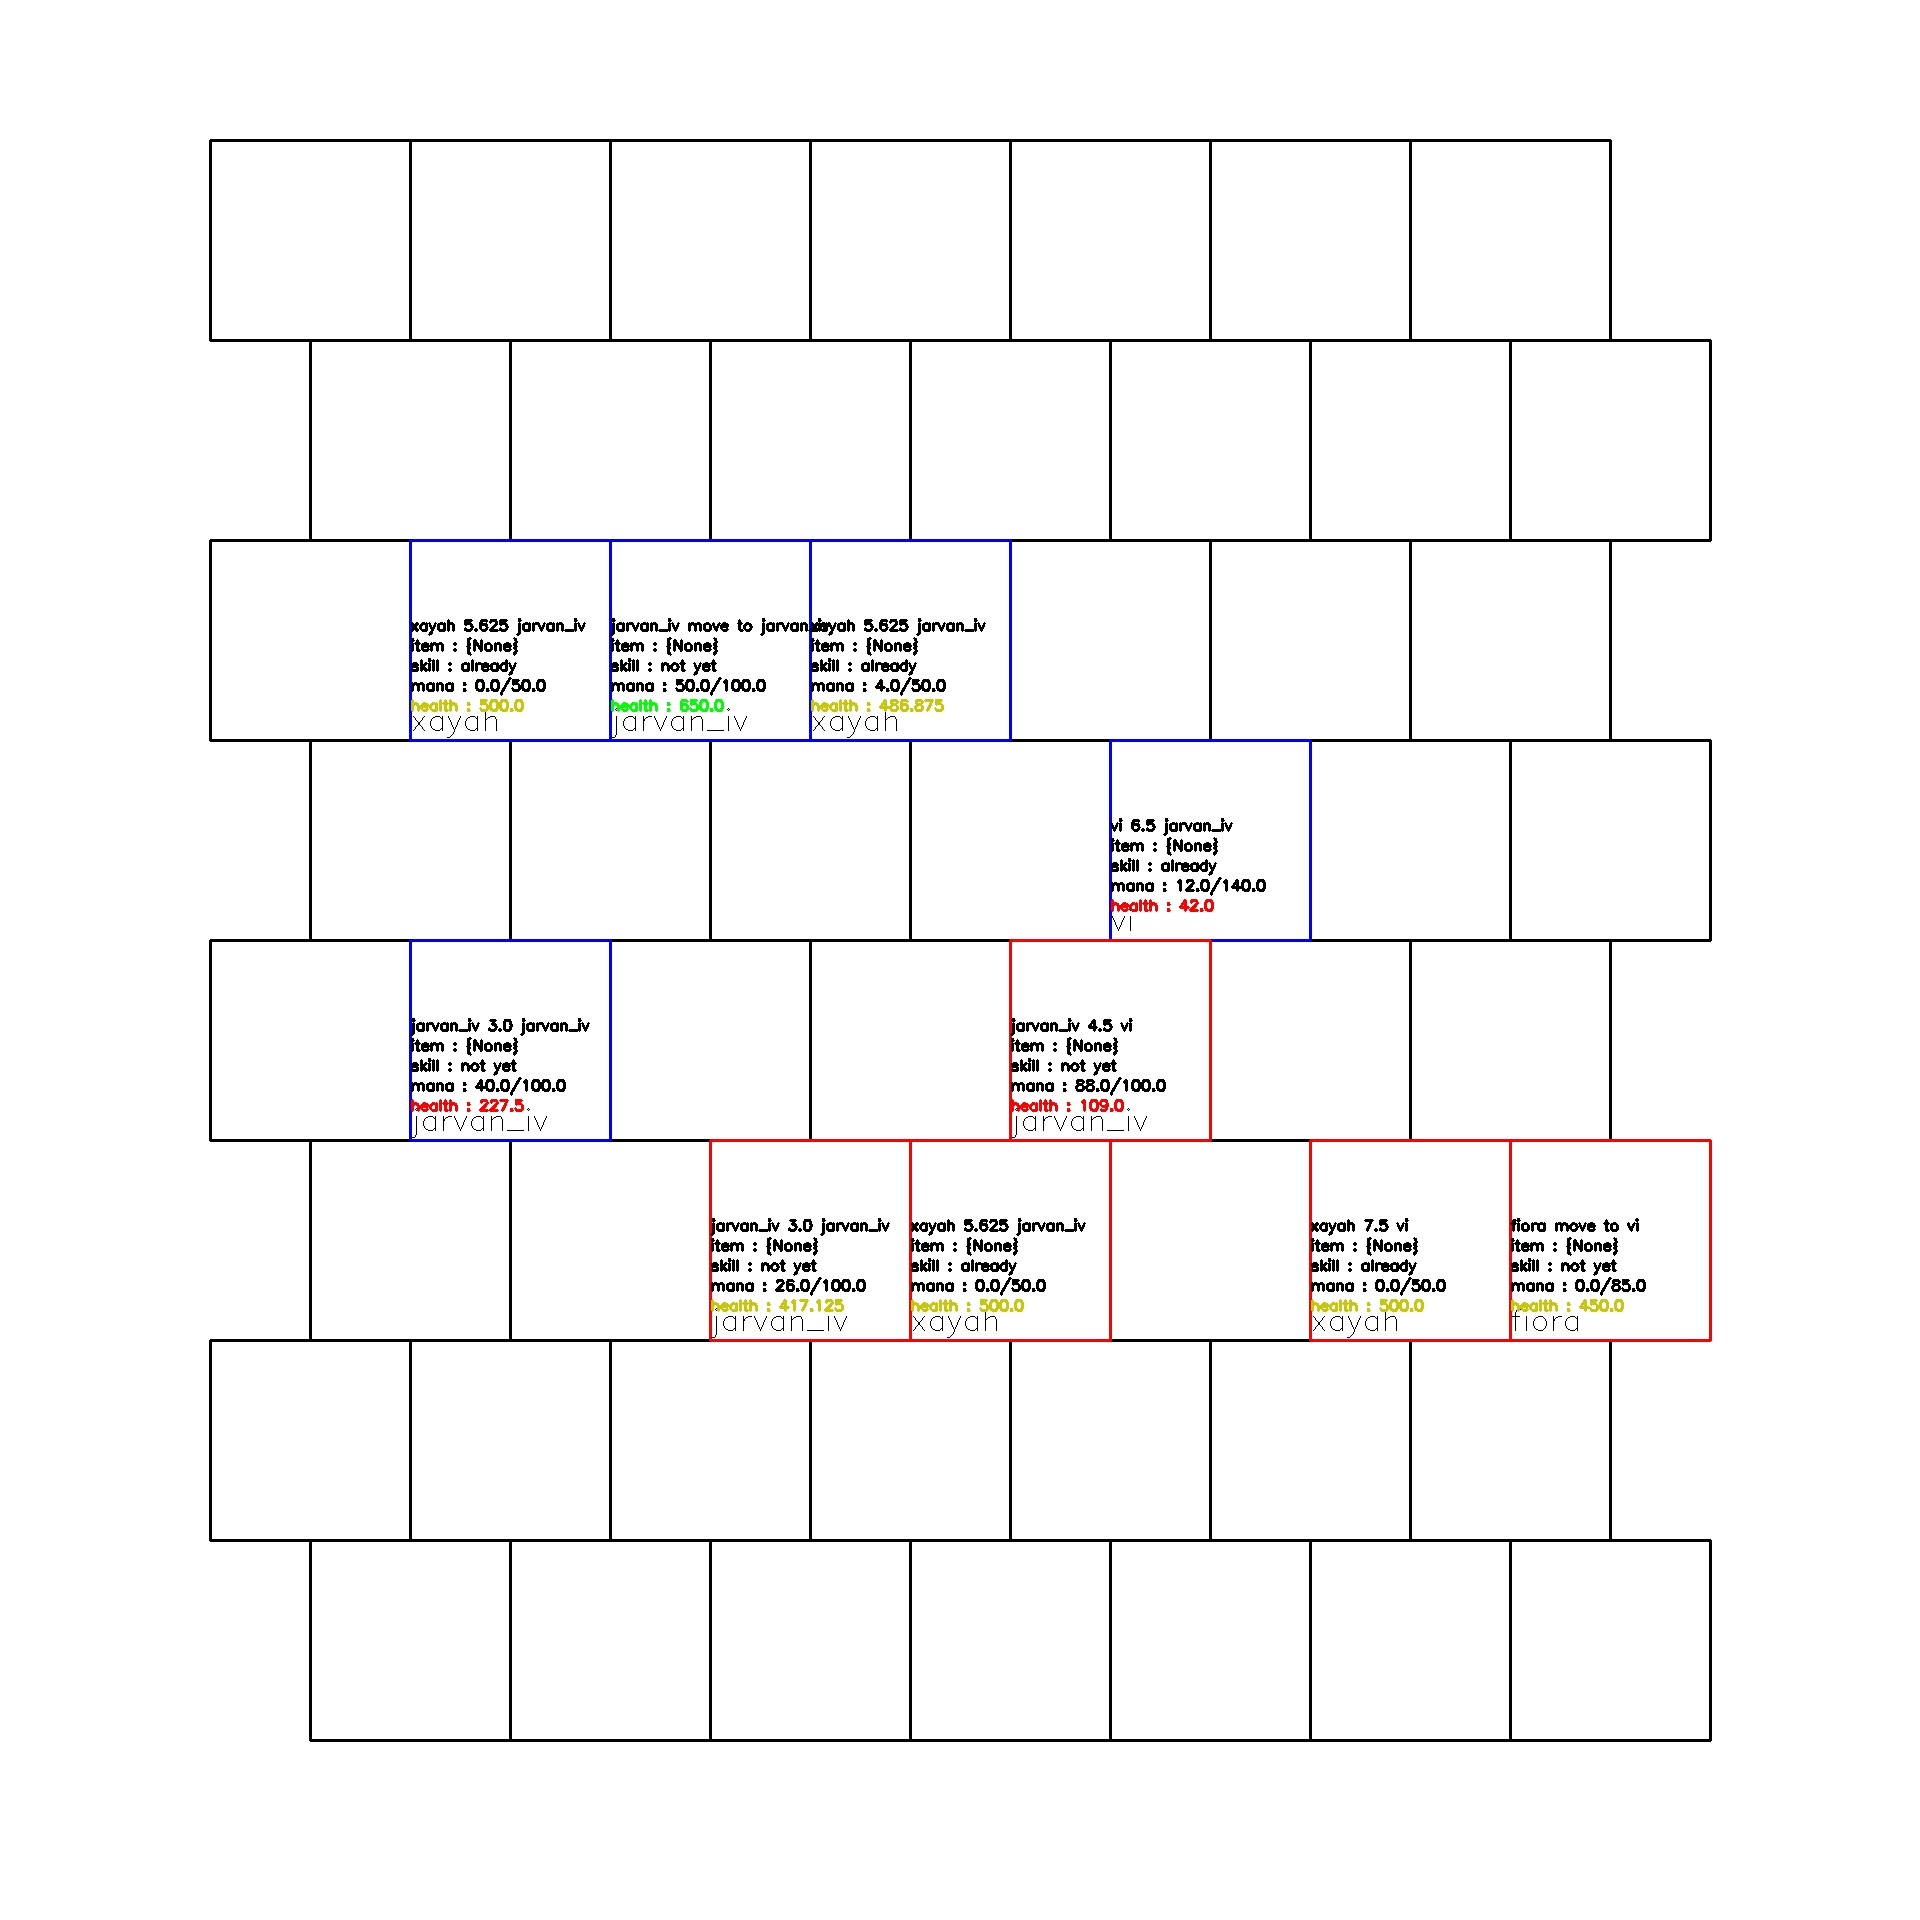 xayah 5.625 jarvan_iv
item : {None}
skill : already
mana : 0.0/50.0
health : 500.0
xayah
jarvan_iv move to jarvan_iv
item : {None}
skill : not yet
mana : 50.0/100.0
health : 650.0
jarvan_iv
xayah 5.625 jarvan_iv
item : {None}
skill : already
mana : 4.0/50.0
health : 486.875
xayah
vi 6.5 jarvan_iv
item : {None}
skill : already
mana : 12.0/140.0
health : 42.0
vi
jarvan_iv 3.0 jarvan_iv
item : {None}
skill : not yet
mana : 40.0/100.0
health : 227.5
jarvan_iv
jarvan_iv 4.5 vi
item : {None}
skill : not yet
mana : 88.0/100.0
health : 109.0
jarvan_iv
jarvan_iv 3.0 jarvan_iv
item : {None}
skill : not yet
mana : 26.0/100.0
health : 417.125
jarvan_iv
xayah 5.625 jarvan_iv
item : {None}
skill : already
mana : 0.0/50.0
health : 500.0
xayah
xayah 7.5 vi
item : {None}
skill : already
mana : 0.0/50.0
health : 500.0
xayah
fiora move to vi
item : {None}
skill : not yet
mana : 0.0/85.0
health : 450.0
fiora